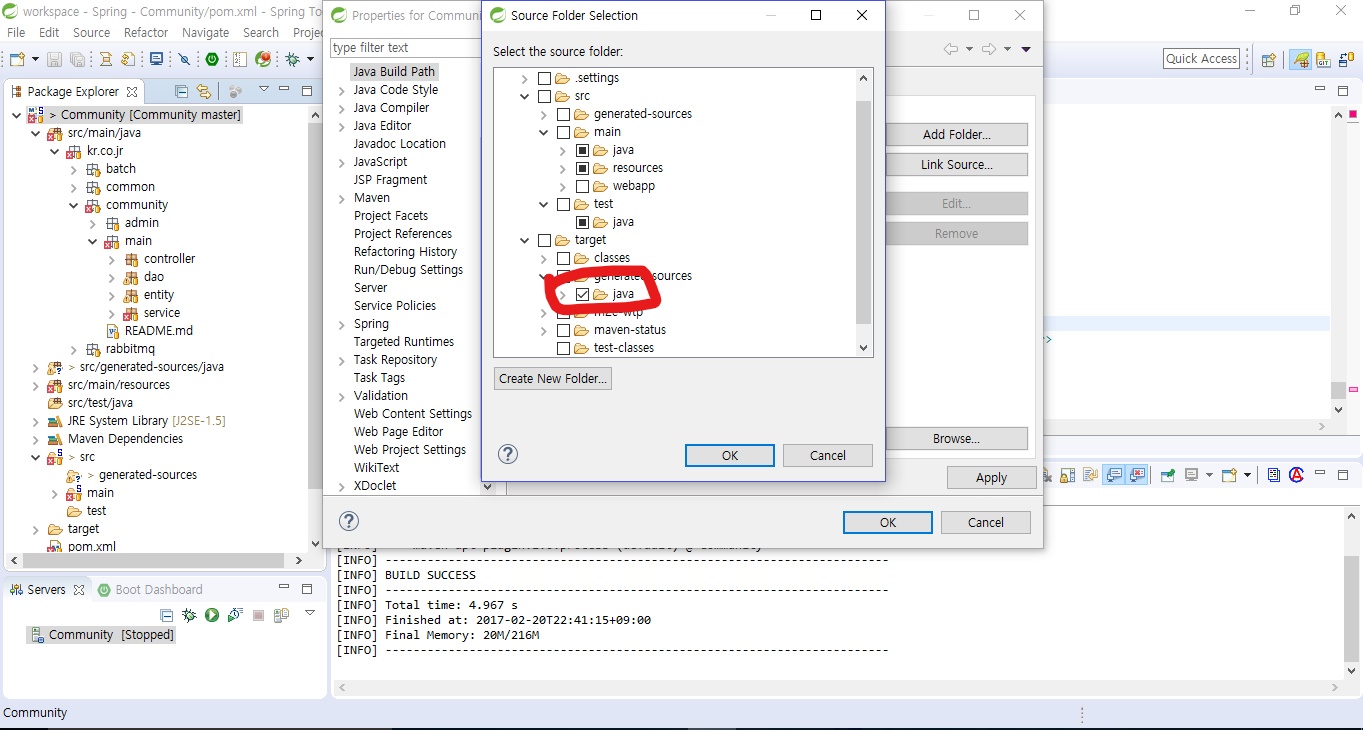 workspace - Spring - Community/pom.xml - Spring To
File Edit Source Refactor Navigate Search Projec
Quick Access
Package Explorer
> Community [Community master]
src/main/java
kr.co.jr
batch
common
community
admin
main
controller
dao
entity
service
README.md
rabbitmq
> src/generated-sources/java
src/main/resources
src/test/java
JRE System Library [J2SE-1.5]
Maven Dependencies
> src
> generated-sources
> main
test
target
pom.xml
Servers
Boot Dashboard
Community [Stopped]
Community
Properties for Communi
type filter text
Java Build Path
Java Code Style
Java Compiler
Java Editor
Javadoc Location
JavaScript
JSP Fragment
Maven
Project Facets
Project References
Refactoring History
Run/Debug Settings
Server
Service Policies
Spring
Targeted Runtimes
Task Repository
Task Tags
Validation
Web Content Settings
Web Page Editor
Web Project Settings
WikiText
XDoclet
Add Folder...
Link Source...
Edit...
Remove
Browse...
Apply
OK
Cancel
Source Folder Selection
Select the source folder:
.settings
src
generated-sources
main
java
resources
webapp
test
java
target
classes
generated-sources
java
m2e-wtp
maven-status
test-classes
Create New Folder...
OK
Cancel
[INFO] ------------------------------------------------------------------------
[INFO] BUILD SUCCESS
[INFO] ------------------------------------------------------------------------
[INFO] Total time: 4.967 s
[INFO] Finished at: 2017-02-20T22:41:15+09:00
[INFO] Final Memory: 20M/216M
[INFO] ------------------------------------------------------------------------